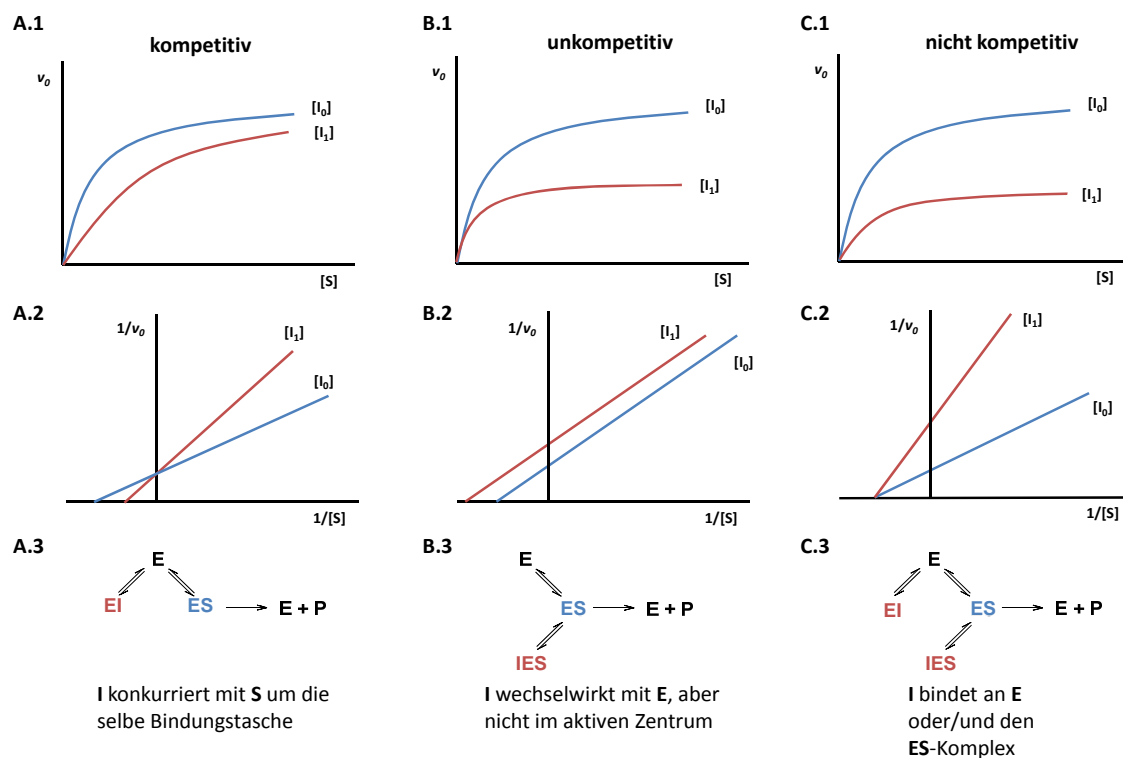 A.1
kompetitiv
v₀
[I₀]
[I₁]
[S]
B.1
unkompetitiv
[I₀]
[I₁]
[S]
C.1
nicht kompetitiv
v₀
[I₀]
[I₁]
[S]
A.2
1/v₀
[I₁]
[I₀]
1/[S]
B.2
1/v₀
[I₁]
[I₀]
1/[S]
C.2
1/v₀
[I₁]
[I₀]
1/[S]
A.3
E
EI
ES
E + P
I konkurriert mit S um die
selbe Bindungstasche
B.3
E
ES
E + P
IES
I wechselwirkt mit E, aber
nicht im aktiven Zentrum
C.3
E
EI
ES
E + P
IES
I bindet an E
oder/und den
ES-Komplex